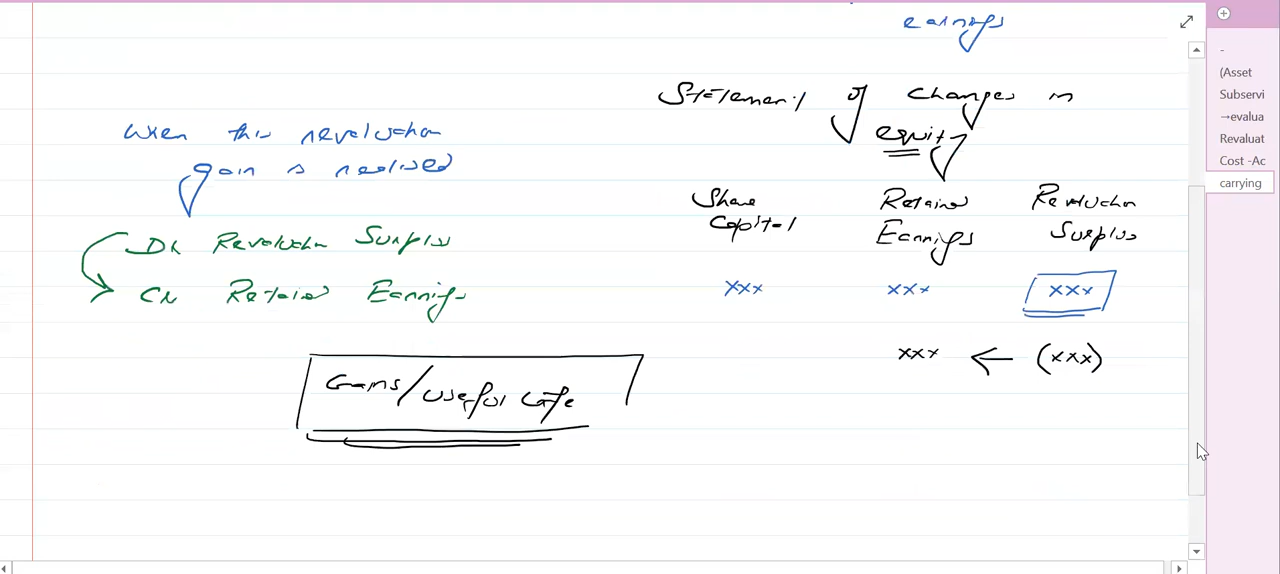 earnings
Statement of changes in
equity
When this revaluation
gain is realised
Dr Revaluation Surplus
Cr Retained Earnings
Share
Capital
Retained
Earnings
Revaluation
Surplus
xxx xxx xxx
xxx ← (xxx)
Gains/Useful Life
-
(Asset
Subservi
→evalua
Revaluat
Cost -Ac
carrying